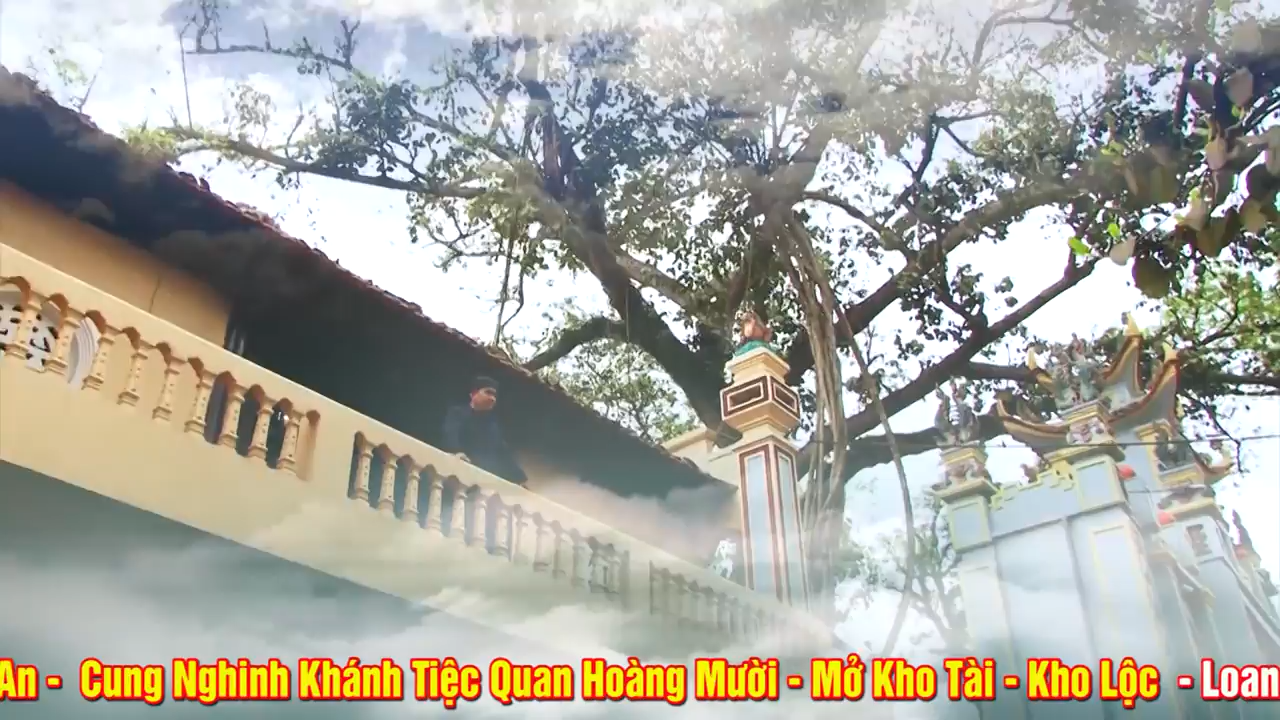 An - Cung Nghinh Khánh Tiệc Quan Hoàng Mười - Mở Kho Tài - Kho Lộc - Loan